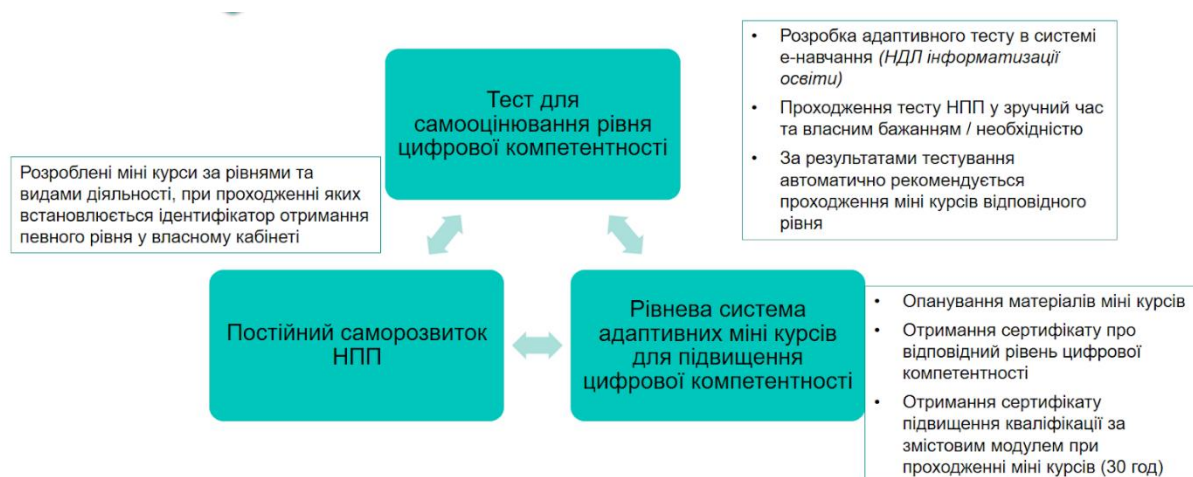 Тест для
самооцінювання рівня
цифрової компетентності
• Розробка адаптивного тесту в системі
е-навчання (НДЛ інформатизації
освіти)
• Проходження тесту НПП у зручний час
та власним бажанням / необхідністю
• За результатами тестування
автоматично рекомендується
проходження міні курсів відповідного
рівня
Розроблені міні курси за рівнями та
видами діяльності, при проходженні яких
встановлюється ідентифікатор отримання
певного рівня у власному кабінеті
Постійний саморозвиток
НПП
Рівнева система
адаптивних міні курсів
для підвищення
цифрової компетентності
• Опанування матеріалів міні курсів
• Отримання сертифікату про
відповідний рівень цифрової
компетентності
• Отримання сертифікату
підвищення кваліфікації за
змістовим модулем при
проходженні міні курсів (30 год)